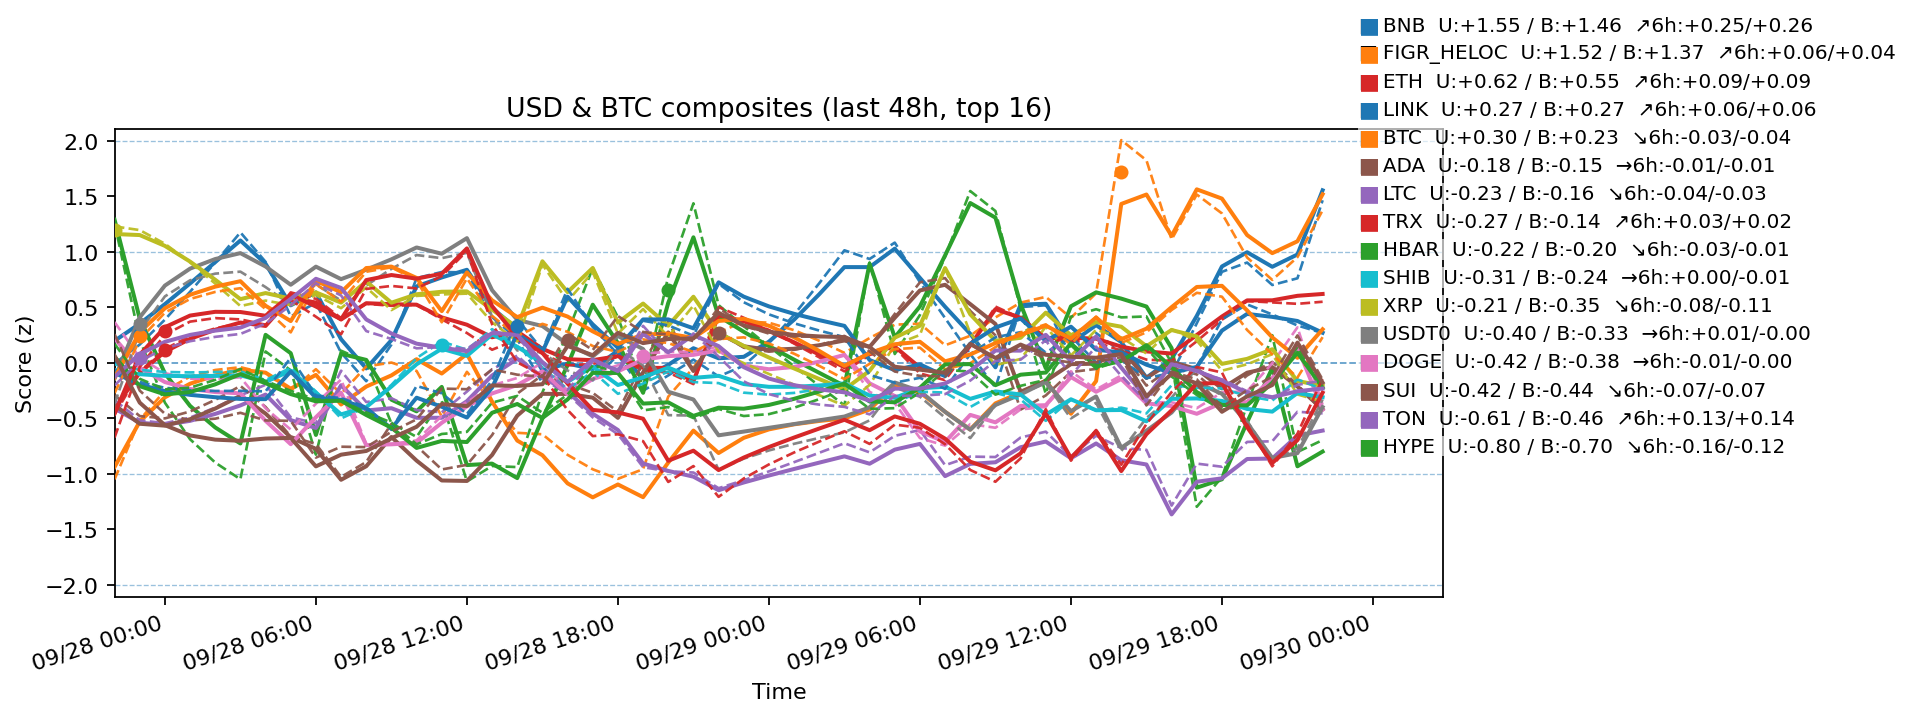 BNB U:+1.55 / B:+1.46 ↗6h:+0.25/+0.26
FIGR_HELOC U:+1.52 / B:+1.37 ↗6h:+0.06/+0.04
ETH U:+0.62 / B:+0.55 ↗6h:+0.09/+0.09
LINK U:+0.27 / B:+0.27 ↗6h:+0.06/+0.06
BTC U:+0.30 / B:+0.23 ↘6h:-0.03/-0.04
ADA U:-0.18 / B:-0.15 →6h:-0.01/-0.01
LTC U:-0.23 / B:-0.16 ↘6h:-0.04/-0.03
TRX U:-0.27 / B:-0.14 ↗6h:+0.03/+0.02
HBAR U:-0.22 / B:-0.20 ↘6h:-0.03/-0.01
SHIB U:-0.31 / B:-0.24 →6h:+0.00/-0.01
XRP U:-0.21 / B:-0.35 ↘6h:-0.08/-0.11
USDT0 U:-0.40 / B:-0.33 →6h:+0.01/-0.00
DOGE U:-0.42 / B:-0.38 →6h:-0.01/-0.00
SUI U:-0.42 / B:-0.44 ↘6h:-0.07/-0.07
TON U:-0.61 / B:-0.46 ↗6h:+0.13/+0.14
HYPE U:-0.80 / B:-0.70 ↘6h:-0.16/-0.12
USD & BTC composites (last 48h, top 16)
Score (z)
2.0
1.5
1.0
0.5
0.0
−0.5
−1.0
−1.5
−2.0
09/28 00:00
09/28 06:00
09/28 12:00
09/28 18:00
09/29 00:00
09/29 06:00
09/29 12:00
09/29 18:00
09/30 00:00
Time